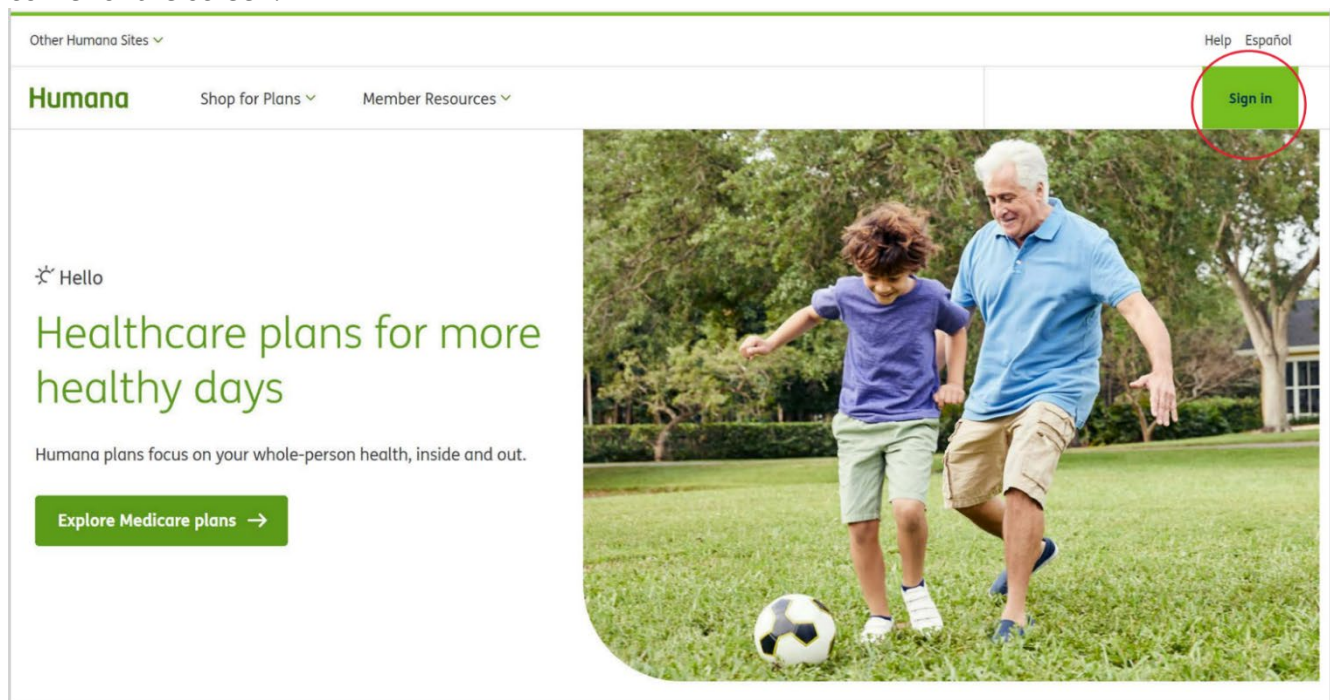 Other Humana Sites
Help Español
Humana Shop for Plans Member Resources Sign in
Hello
Healthcare plans for more
healthy days
Humana plans focus on your whole-person health, inside and out.
Explore Medicare plans →